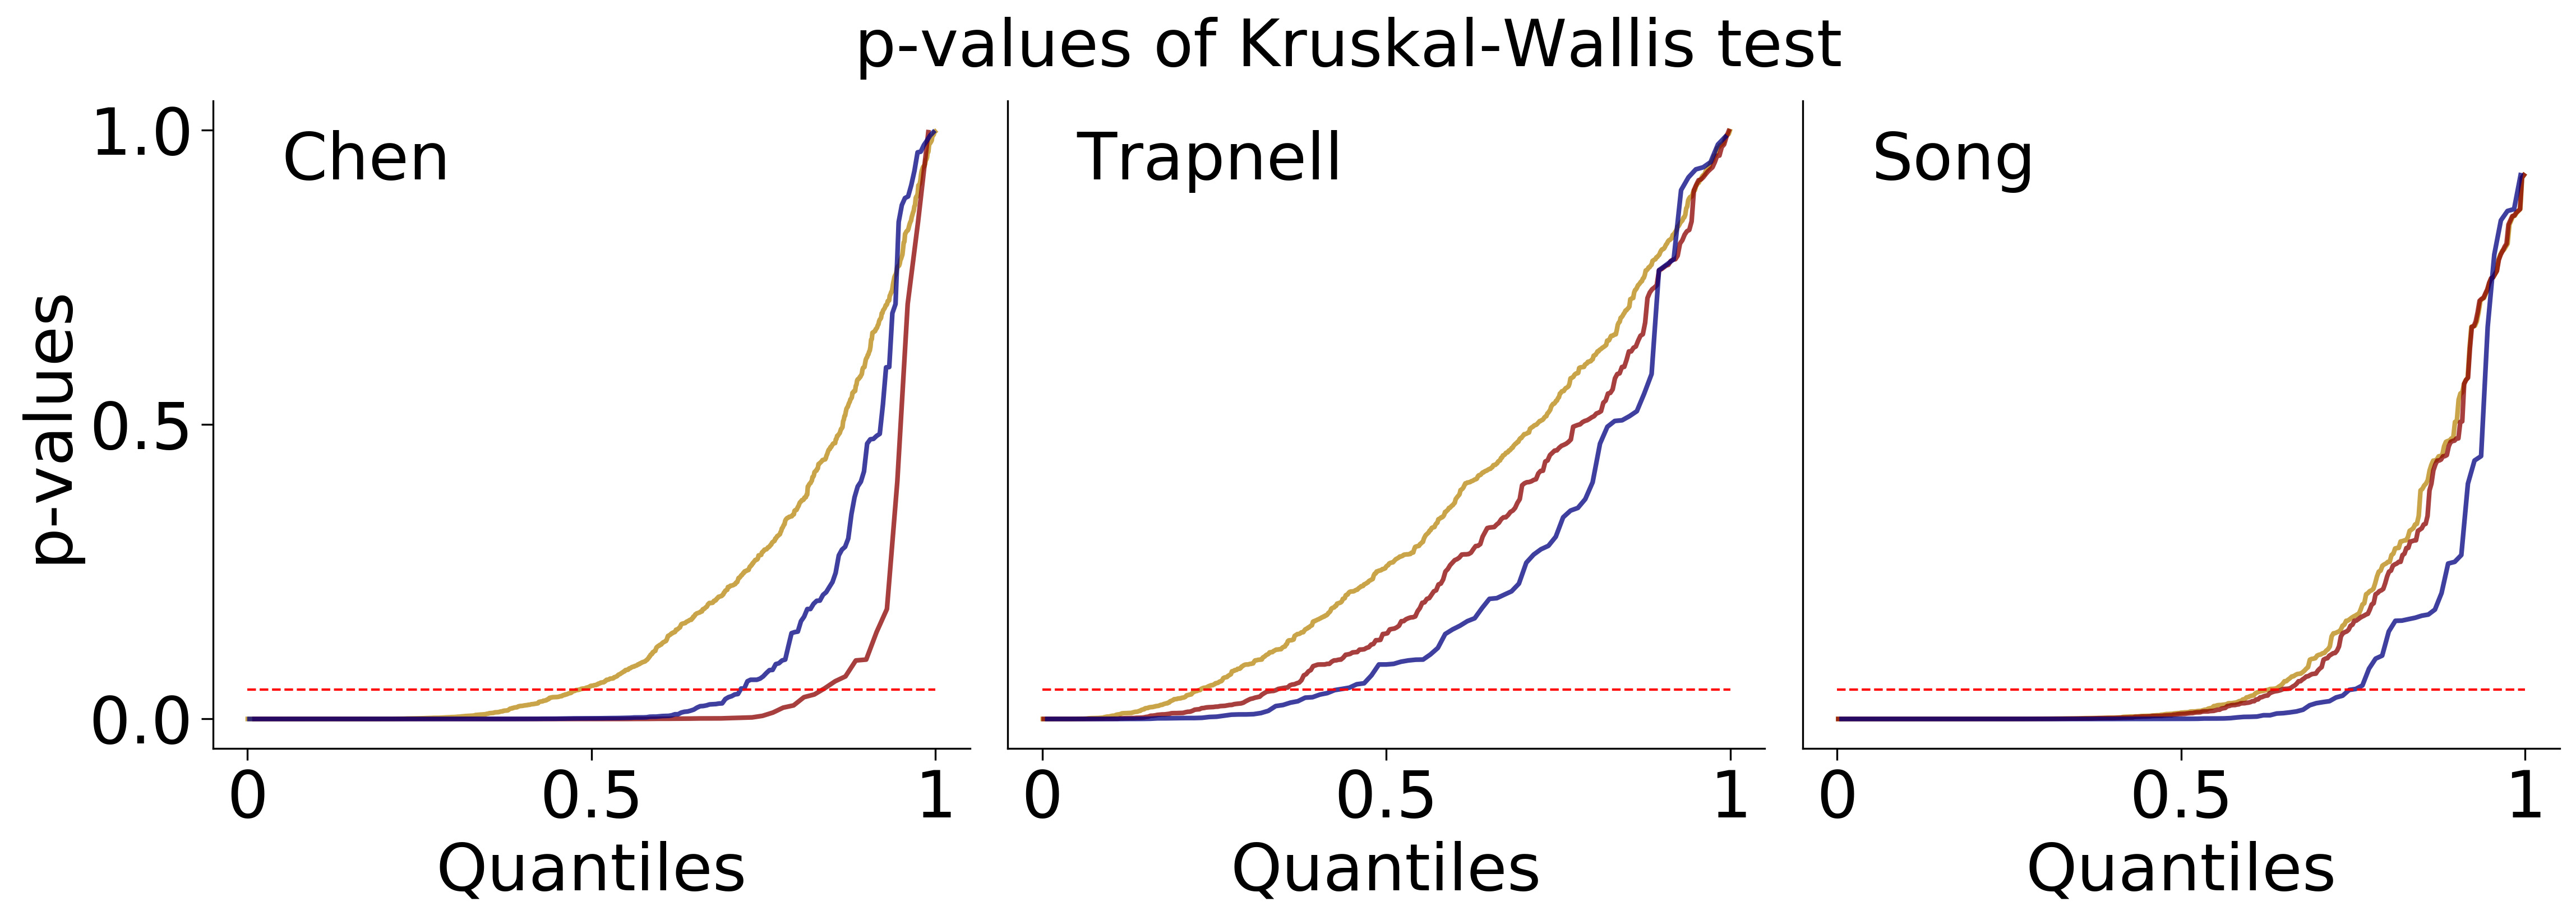 p-values of Kruskal-Wallis test
Chen
Trapnell
Song
p-values
1.0
0.5
0.0
0 0.5 1
0 0.5 1
0 0.5 1
Quantiles
Quantiles
Quantiles